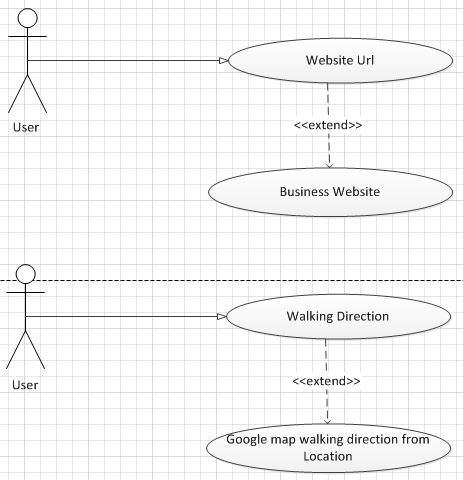 Website Url
<<extend>>
User
Business Website
Walking Direction
<<extend>>
User
Google map walking direction from
Location